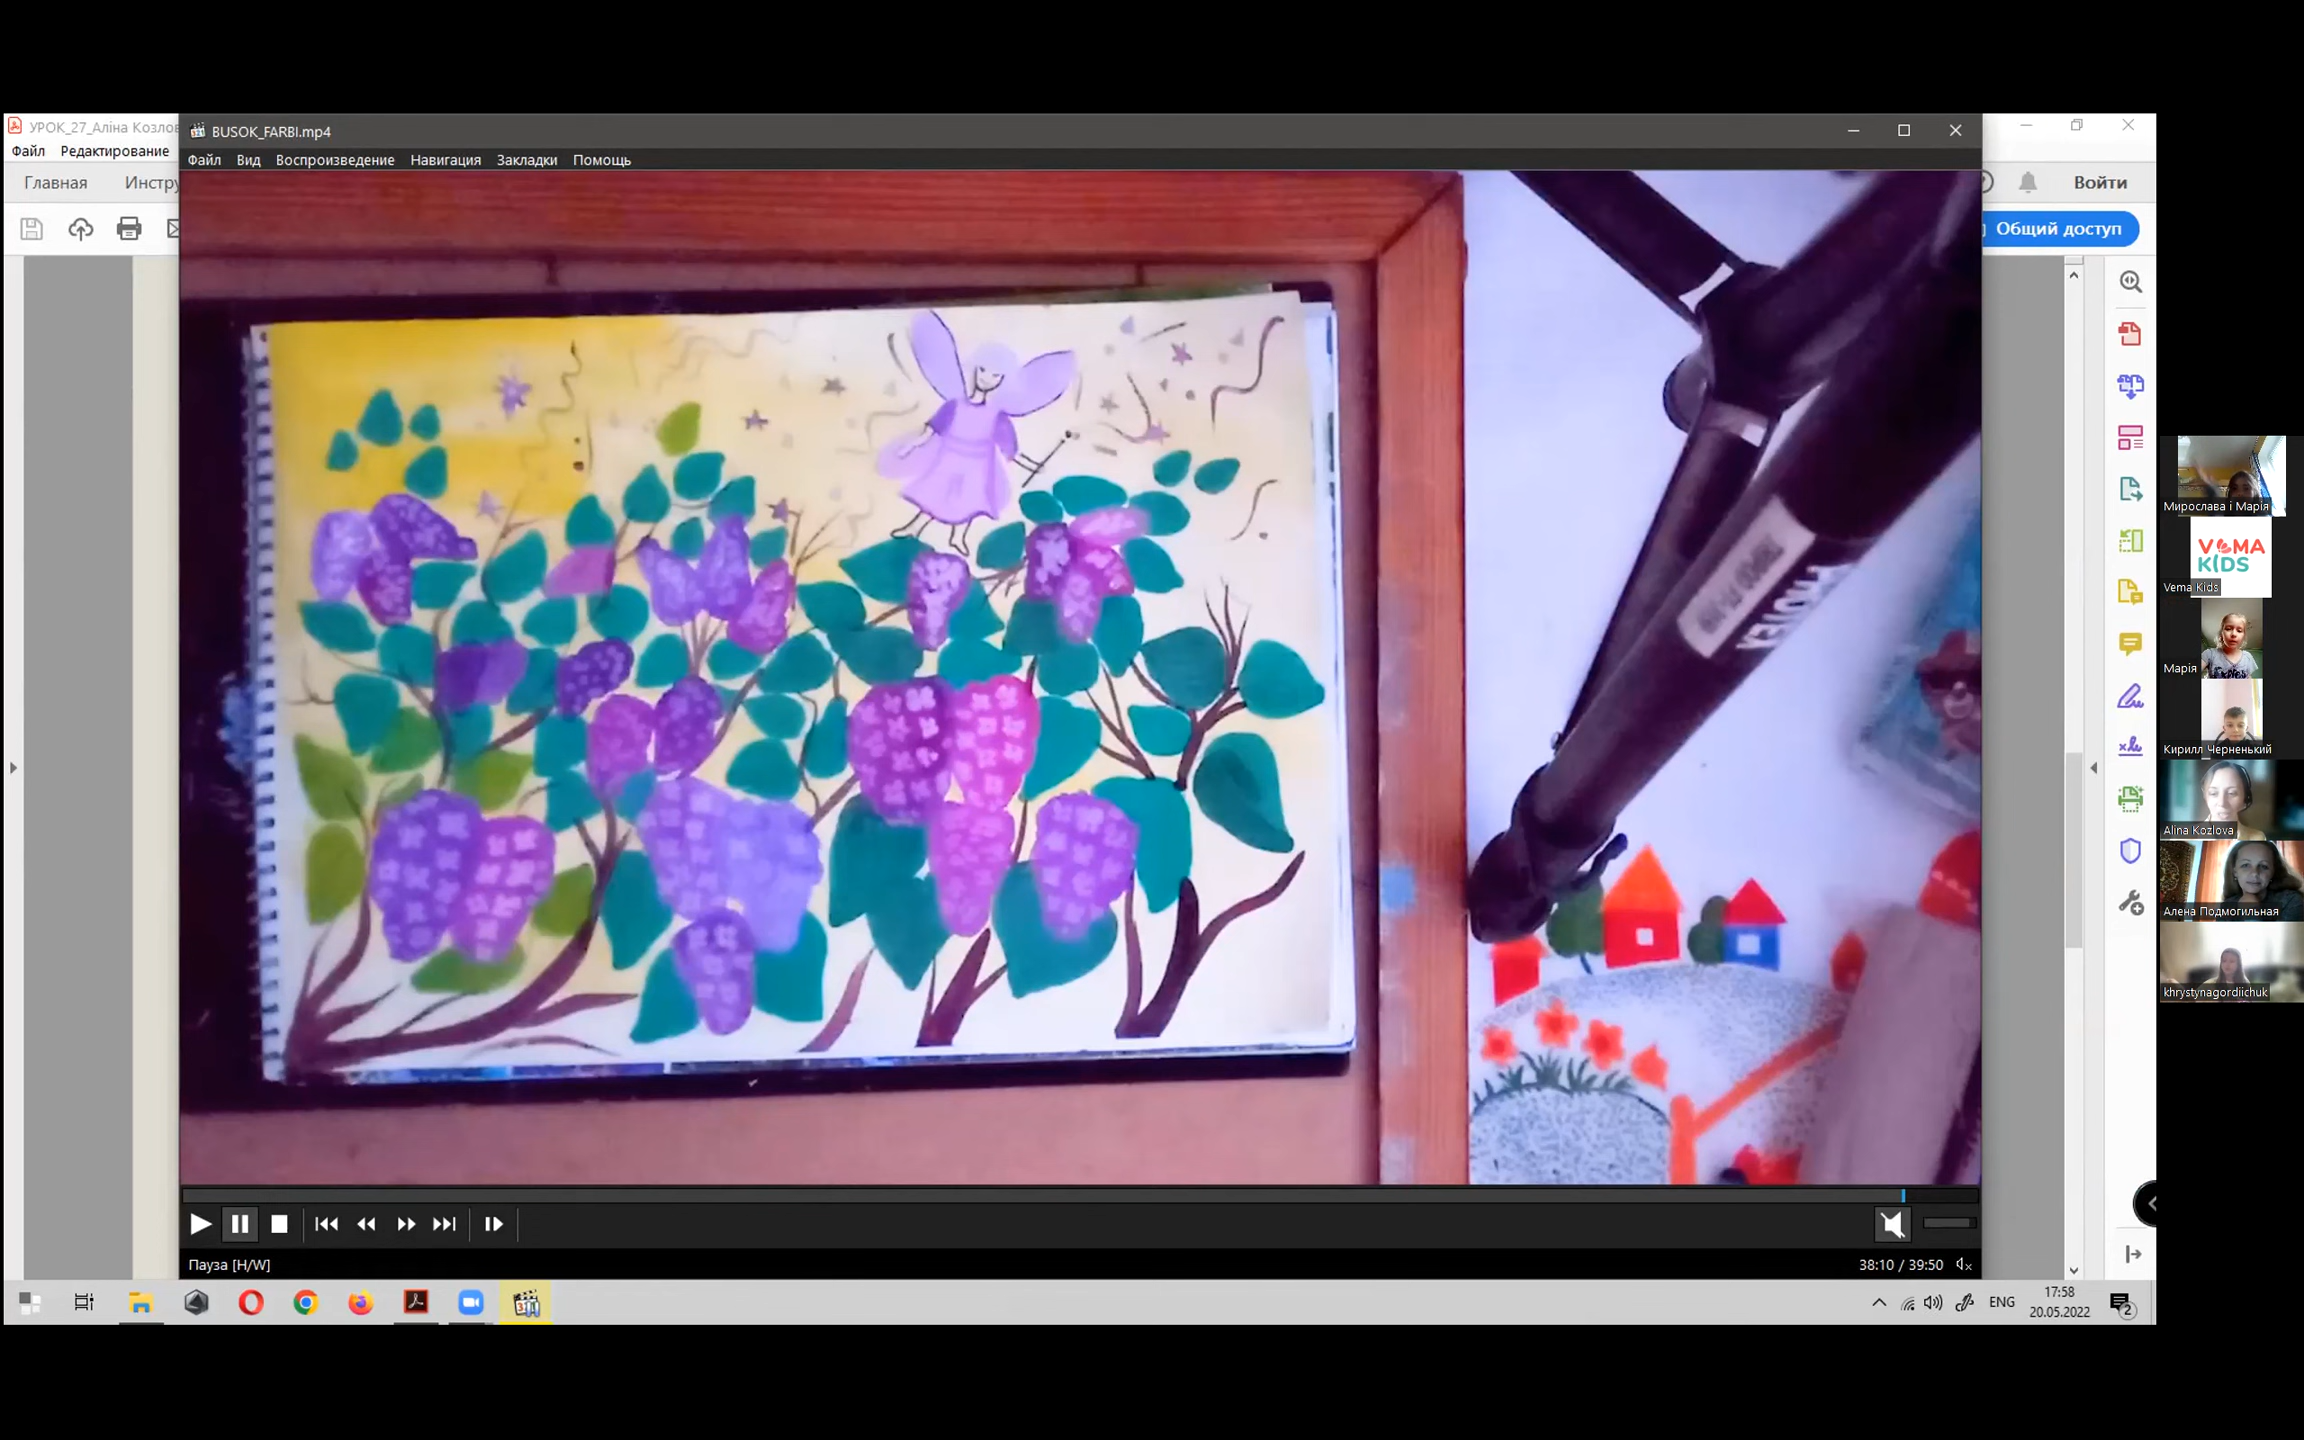 УРОК_27_Аліна Козлов
BUSOK_FARBI.mp4
Файл Редактирование
Файл Вид Воспроизведение Навигация Закладки Помощь
Главная Инстру
Войти
Общий доступ
Мирослава і Марія
VEMA
KIDS
Vema Kids
Марія
Кирилл Черненький
Alina Kozlova
Алена Подмогильная
khrystynagordiichuk
Пауза [H/W]
38:10 / 39:50
ENG
17:58
20.05.2022
2